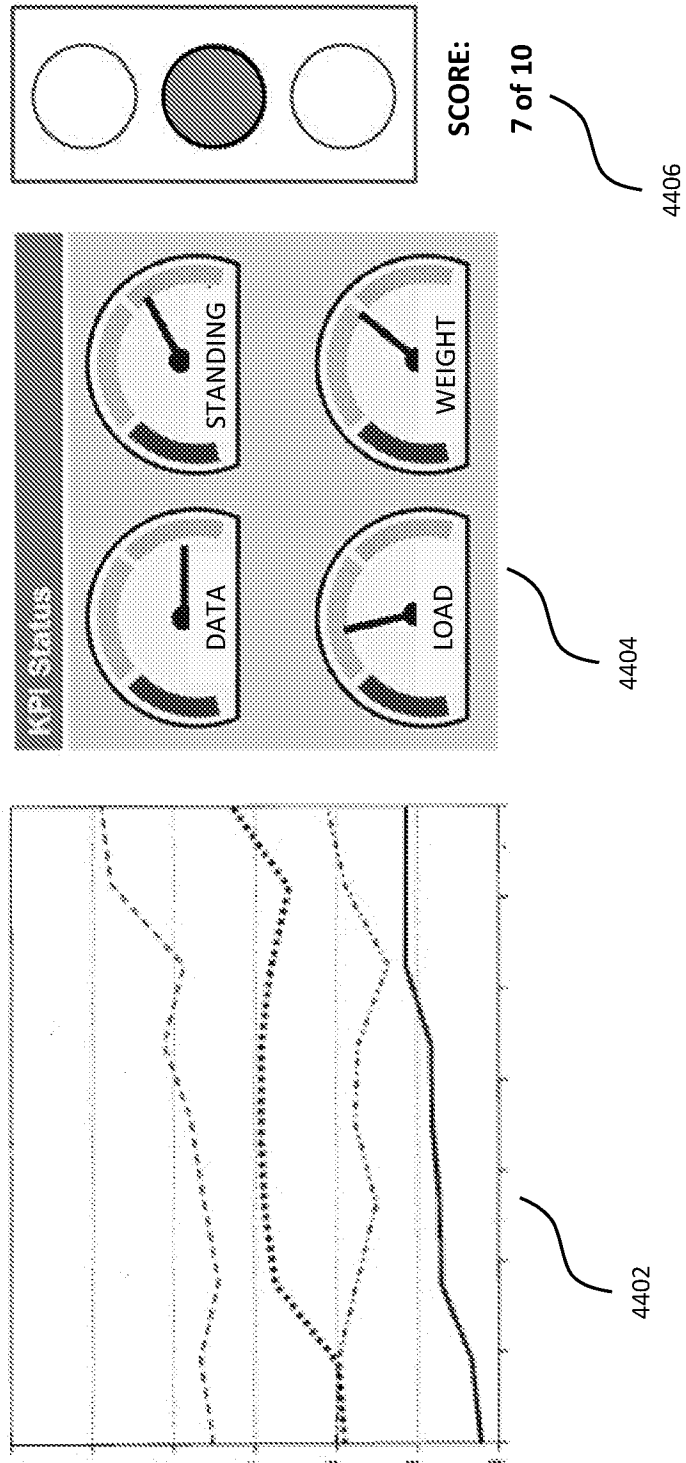 4402
KPI Status
DATA
STANDING
LOAD
WEIGHT
4404
SCORE:
7 of 10
4406